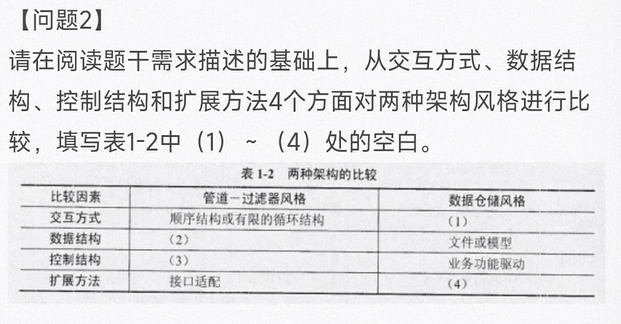 【问题2】
请在阅读题干需求描述的基础上，从交互方式、数据结
构、控制结构和扩展方法4个方面对两种架构风格进行比
较，填写表1-2中（1）~（4）处的空白。
表 1-2 两种架构的比较
比较因素 管道－过滤器风格 数据仓储风格
交互方式 顺序结构或有限的循环结构 （1）
数据结构 （2） 文件或模型
控制结构 （3） 业务功能驱动
扩展方法 接口适配 （4）